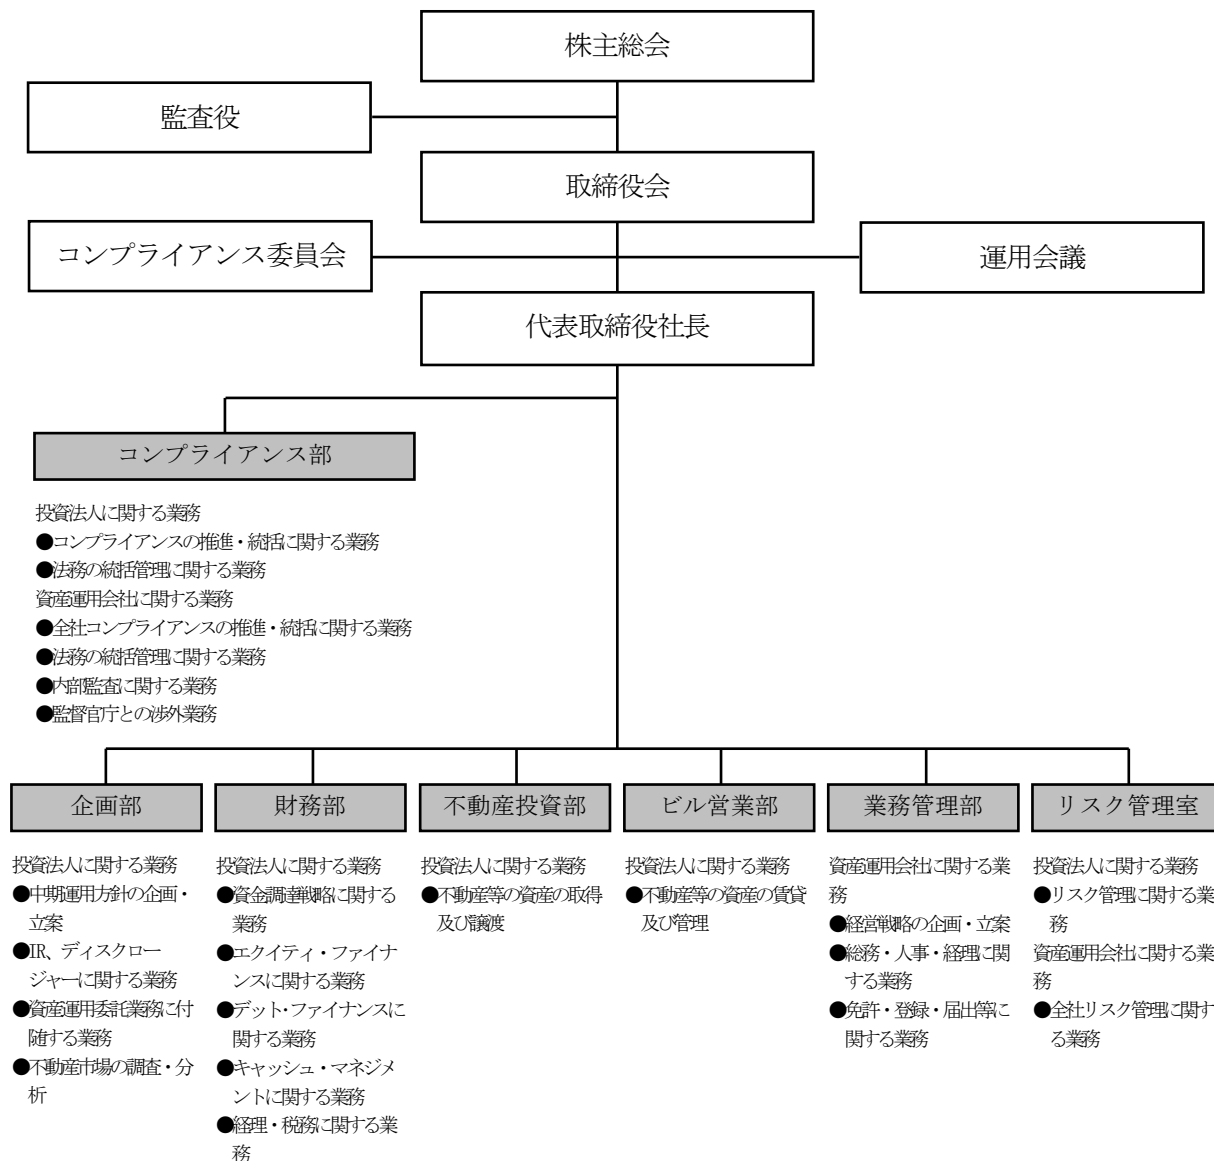 株主総会
監査役
取締役会
コンプライアンス委員会
運用会議
代表取締役社長
コンプライアンス部
投資法人に関する業務
●コンプライアンスの推進・統括に関する業務
●法務の統括管理に関する業務
資産運用会社に関する業務
●全社コンプライアンスの推進・統括に関する業務
●法務の統括管理に関する業務
●内部監査に関する業務
●監督官庁との渉外業務
企画部
投資法人に関する業務
●中期運用方針の企画・
立案
●IR、ディスクロー
ジャーに関する業務
●資産運用委託業務に付
随する業務
●不動産市場の調査・分
析
財務部
投資法人に関する業務
●資金調達戦略に関する
業務
●エクイティ・ファイナ
ンスに関する業務
●デット・ファイナンスに
関する業務
●キャッシュ・マネジメ
ントに関する業務
●経理・税務に関する業
務
不動産投資部
投資法人に関する業務
●不動産等の資産の取得
及び譲渡
ビル営業部
投資法人に関する業務
●不動産等の資産の賃貸
及び管理
業務管理部
資産運用会社に関する業
務
●経営戦略の企画・立案
●総務・人事・経理に関
する業務
●免許・登録・届出等に
関する業務
リスク管理室
投資法人に関する業務
●リスク管理に関する業
務
資産運用会社に関する業
務
●全社リスク管理に関す
る業務